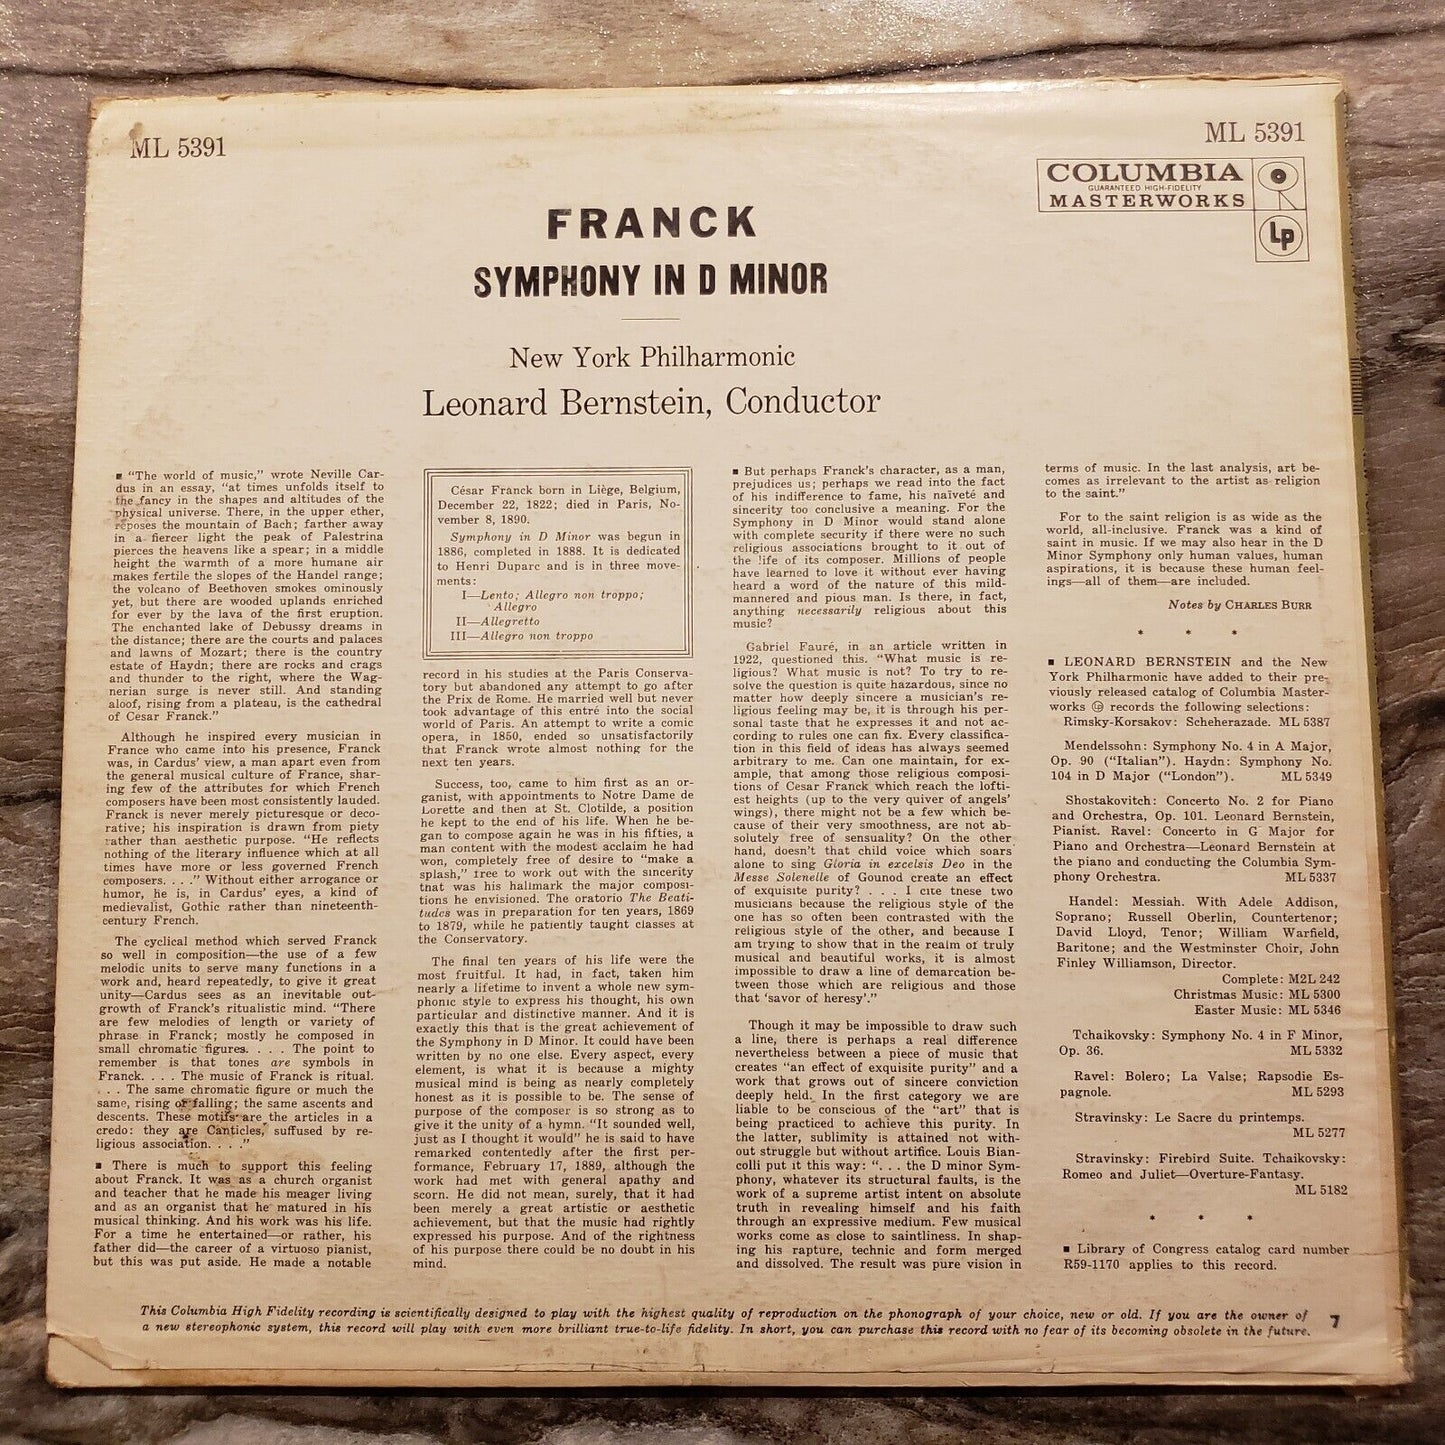 ML 5391
ML 5391
COLUMBIA
GUARANTEED HIGH-FIDELITY
MASTERWORKS
Lp
FRANCK
SYMPHONY IN D MINOR
New York Philharmonic
Leonard Bernstein, Conductor
■ “The world of music,” wrote Neville Car-
dus in an essay, “at times unfolds itself to
the fancy in the shapes and altitudes of the
physical universe. There, in the upper ether,
reposes the mountain of Bach; farther away
in a fiercer light the peak of Palestrina
pierces the heavens like a spear; in a middle
height the warmth of a more humane air
makes fertile the slopes of the Handel range;
the volcano of Beethoven smokes ominously
yet, but there are wooded uplands enriched
for ever by the lava of the first eruption.
The enchanted lake of Debussy dreams in
the distance; there are the courts and palaces
and lawns of Mozart; there is the country
estate of Haydn; there are rocks and crags
and thunder to the right, where the Wag-
nerian surge is never still. And standing
aloof, rising from a plateau, is the cathedral
of Cesar Franck.”
Although he inspired every musician in
France who came into his presence, Franck
was, in Cardus’ view, a man apart even from
the general musical culture of France, shar-
ing few of the attributes for which French
composers have been most consistently lauded.
Franck is never merely picturesque or deco-
rative; his inspiration is drawn from piety
rather than aesthetic purpose. “He reflects
nothing of the literary influence which at all
times have more or less governed French
composers. . . .” Without either arrogance or
humor, he is, in Cardus’ eyes, a kind of
medievalist, Gothic rather than nineteenth-
century French.
The cyclical method which served Franck
so well in composition—the use of a few
melodic units to serve many functions in a
work and, heard repeatedly, to give it great
unity—Cardus sees as an inevitable out-
growth of Franck’s ritualistic mind. “There
are few melodies of length or variety of
phrase in Franck; mostly he composed in
small chromatic figures. . . . The point to
remember is that tones are symbols in
Franck. . . . The music of Franck is ritual.
. . . The same chromatic figure or much the
same, rising or falling; the same ascents and
descents. These motifs are the articles in a
credo: they are Canticles, suffused by re-
ligious association. . . .”
■ There is much to support this feeling
about Franck. It was as a church organist
and teacher that he made his meager living
and as an organist that he matured in his
musical thinking. And his work was his life.
For a time he entertained—or rather, his
father did—the career of a virtuoso pianist,
but this was put aside. He made a notable
César Franck born in Liège, Belgium,
December 22, 1822; died in Paris, No-
vember 8, 1890.
Symphony in D Minor was begun in
1886, completed in 1888. It is dedicated
to Henri Duparc and is in three move-
ments:
I—Lento; Allegro non troppo;
Allegro
II—Allegretto
III—Allegro non troppo
record in his studies at the Paris Conserva-
tory but abandoned any attempt to go after
the Prix de Rome. He married well but never
took advantage of this entré into the social
world of Paris. An attempt to write a comic
opera, in 1850, ended so unsatisfactorily
that Franck wrote almost nothing for the
next ten years.
Success, too, came to him first as an or-
ganist, with appointments to Notre Dame de
Lorette and then at St. Clotilde, a position
he kept to the end of his life. When he be-
gan to compose again he was in his fifties, a
man content with the modest acclaim he had
won, completely free of desire to “make a
splash,” free to work out with the sincerity
that was his hallmark the major composi-
tions he envisioned. The oratorio The Beati-
tudes was in preparation for ten years, 1869
to 1879, while he patiently taught classes at
the Conservatory.
The final ten years of his life were the
most fruitful. It had, in fact, taken him
nearly a lifetime to invent a whole new sym-
phonic style to express his thought, his own
particular and distinctive manner. And it is
exactly this that is the great achievement of
the Symphony in D Minor. It could have been
written by no one else. Every aspect, every
element, is what it is because a mighty
musical mind is being as nearly completely
honest as it is possible to be. The sense of
purpose of the composer is so strong as to
give it the unity of a hymn. “It sounded well,
just as I thought it would” he is said to have
remarked contentedly after the first per-
formance, February 17, 1889, although the
work had met with general apathy and
scorn. He did not mean, surely, that it had
been merely a great artistic or aesthetic
achievement, but that the music had rightly
expressed his purpose. And of the rightness
of his purpose there could be no doubt in his
mind.
■ But perhaps Franck’s character, as a man,
prejudices us; perhaps we read into the fact
of his indifference to fame, his naïveté and
sincerity too conclusive a meaning. For the
Symphony in D Minor would stand alone
with complete security if there were no such
religious associations brought to it out of
the life of its composer. Millions of people
have learned to love it without ever having
heard a word of the nature of this mild-
mannered and pious man. Is there, in fact,
anything necessarily religious about this
music?
Gabriel Fauré, in an article written in
1922, questioned this. “What music is re-
ligious? What music is not? To try to re-
solve the question is quite hazardous, since no
matter how deeply sincere a musician’s re-
ligious feeling may be, it is through his per-
sonal taste that he expresses it and not ac-
cording to rules one can fix. Every classifica-
tion in this field of ideas has always seemed
arbitrary to me. Can one maintain, for ex-
ample, that among those religious composi-
tions of Cesar Franck which reach the lofti-
est heights (up to the very quiver of angels’
wings), there might not be a few which be-
cause of their very smoothness, are not ab-
solutely free of sensuality? On the other
hand, doesn’t that child voice which soars
alone to sing Gloria in excelsis Deo in the
Messe Solenelle of Gounod create an effect
of exquisite purity? . . . I cite these two
musicians because the religious style of the
one has so often been contrasted with the
religious style of the other, and because I
am trying to show that in the realm of truly
musical and beautiful works, it is almost
impossible to draw a line of demarcation be-
tween those which are religious and those
that ‘savor of heresy’.”
Though it may be impossible to draw such
a line, there is perhaps a real difference
nevertheless between a piece of music that
creates “an effect of exquisite purity” and a
work that grows out of sincere conviction
deeply held. In the first category we are
liable to be conscious of the “art” that is
being practiced to achieve this purity. In
the latter, sublimity is attained not with-
out struggle but without artifice. Louis Bian-
colli put it this way: “. . . the D minor Sym-
phony, whatever its structural faults, is the
work of a supreme artist intent on absolute
truth in revealing himself and his faith
through an expressive medium. Few musical
works come as close to saintliness. In shap-
ing his rapture, technic and form merged
and dissolved. The result was pure vision in
terms of music. In the last analysis, art be-
comes as irrelevant to the artist as religion
to the saint.”
For to the saint religion is as wide as the
world, all-inclusive. Franck was a kind of
saint in music. If we may also hear in the D
Minor Symphony only human values, human
aspirations, it is because these human feel-
ings—all of them—are included.
Notes by CHARLES BURR
* * *
■ LEONARD BERNSTEIN and the New
York Philharmonic have added to their pre-
viously released catalog of Columbia Master-
works Lp records the following selections:
Rimsky-Korsakov: Scheherazade. ML 5387
Mendelssohn: Symphony No. 4 in A Major,
Op. 90 (“Italian”). Haydn: Symphony No.
104 in D Major (“London”). ML 5349
Shostakovitch: Concerto No. 2 for Piano
and Orchestra, Op. 101. Leonard Bernstein,
Pianist. Ravel: Concerto in G Major for
Piano and Orchestra—Leonard Bernstein at
the piano and conducting the Columbia Sym-
phony Orchestra. ML 5337
Handel: Messiah. With Adele Addison,
Soprano; Russell Oberlin, Countertenor;
David Lloyd, Tenor; William Warfield,
Baritone; and the Westminster Choir, John
Finley Williamson, Director.
Complete: M2L 242
Christmas Music: ML 5300
Easter Music: ML 5346
Tchaikovsky: Symphony No. 4 in F Minor,
Op. 36. ML 5332
Ravel: Bolero; La Valse; Rapsodie Es-
pagnole. ML 5293
Stravinsky: Le Sacre du printemps.
ML 5277
Stravinsky: Firebird Suite. Tchaikovsky:
Romeo and Juliet—Overture-Fantasy.
ML 5182
* * *
■ Library of Congress catalog card number
R59-1170 applies to this record.
This Columbia High Fidelity recording is scientifically designed to play with the highest quality of reproduction on the phonograph of your choice, new or old. If you are the owner of
a new stereophonic system, this record will play with even more brilliant true-to-life fidelity. In short, you can purchase this record with no fear of its becoming obsolete in the future.
7